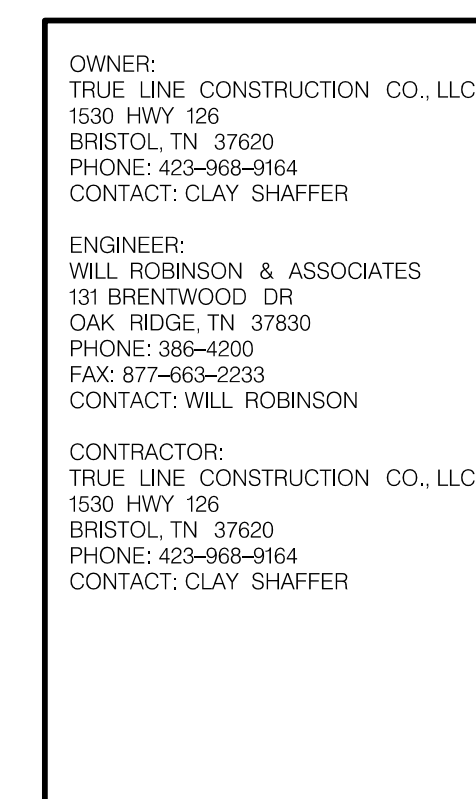 OWNER:
TRUE LINE CONSTRUCTION CO., LLC
1530 HWY 126
BRISTOL, TN 37620
PHONE: 423–968–9164
CONTACT: CLAY SHAFFER
ENGINEER:
WILL ROBINSON & ASSOCIATES
131 BRENTWOOD DR
OAK RIDGE, TN 37830
PHONE: 386–4200
FAX: 877–663–2233
CONTACT: WILL ROBINSON
CONTRACTOR:
TRUE LINE CONSTRUCTION CO., LLC
1530 HWY 126
BRISTOL, TN 37620
PHONE: 423–968–9164
CONTACT: CLAY SHAFFER